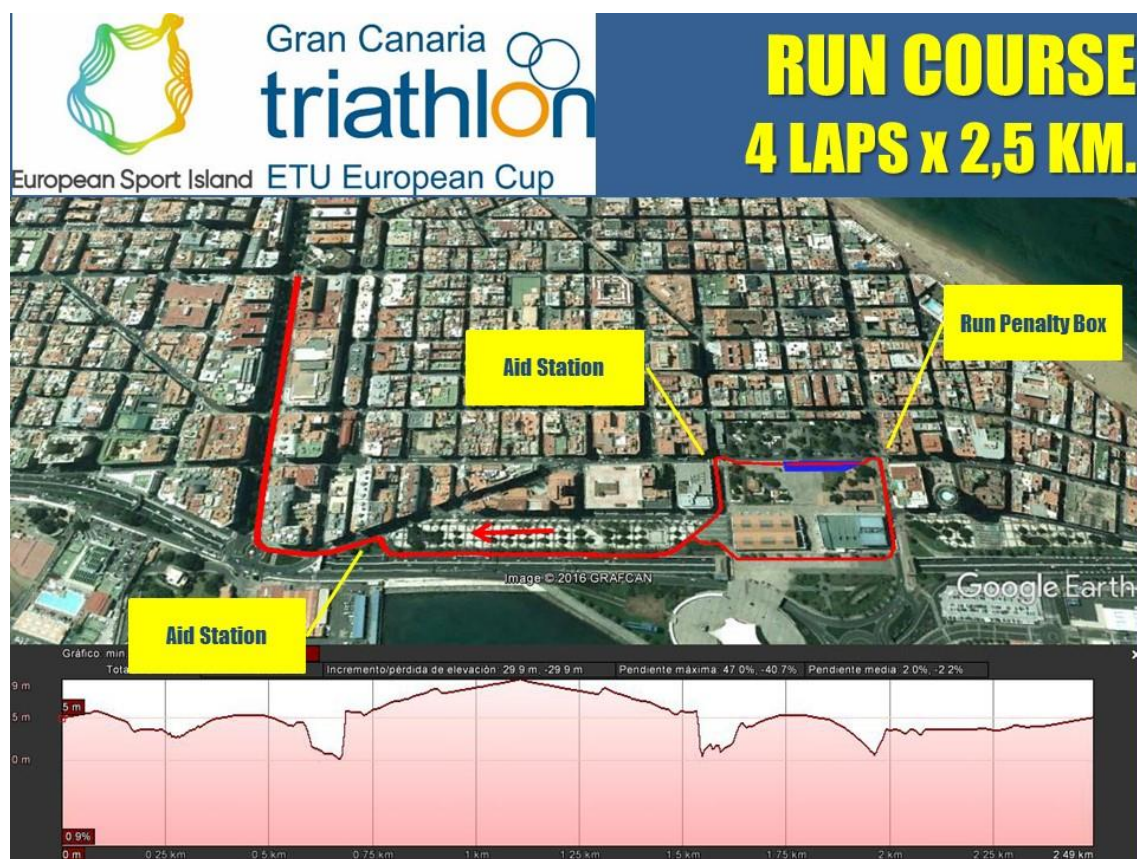 Gran Canaria
triathlon
European Sport Island
ETU European Cup
RUN COURSE
4 LAPS x 2,5 KM.
Run Penalty Box
Aid Station
Image © 2016 GRAFCAN
Google Earth
Aid Station
Gráfico: min
Incremento/pérdida de elevación: 29.9 m, -29.9 m
Pendiente máxima: 47.0%, -40.7%
Pendiente media: 2.0%, -2.2%
9 m
5 m
5 m
0 m
0.9%
0 m
0.25 km
0.5 km
0.75 km
1 km
1.25 km
1.5 km
1.75 km
2 km
2.25 km
2.49 km